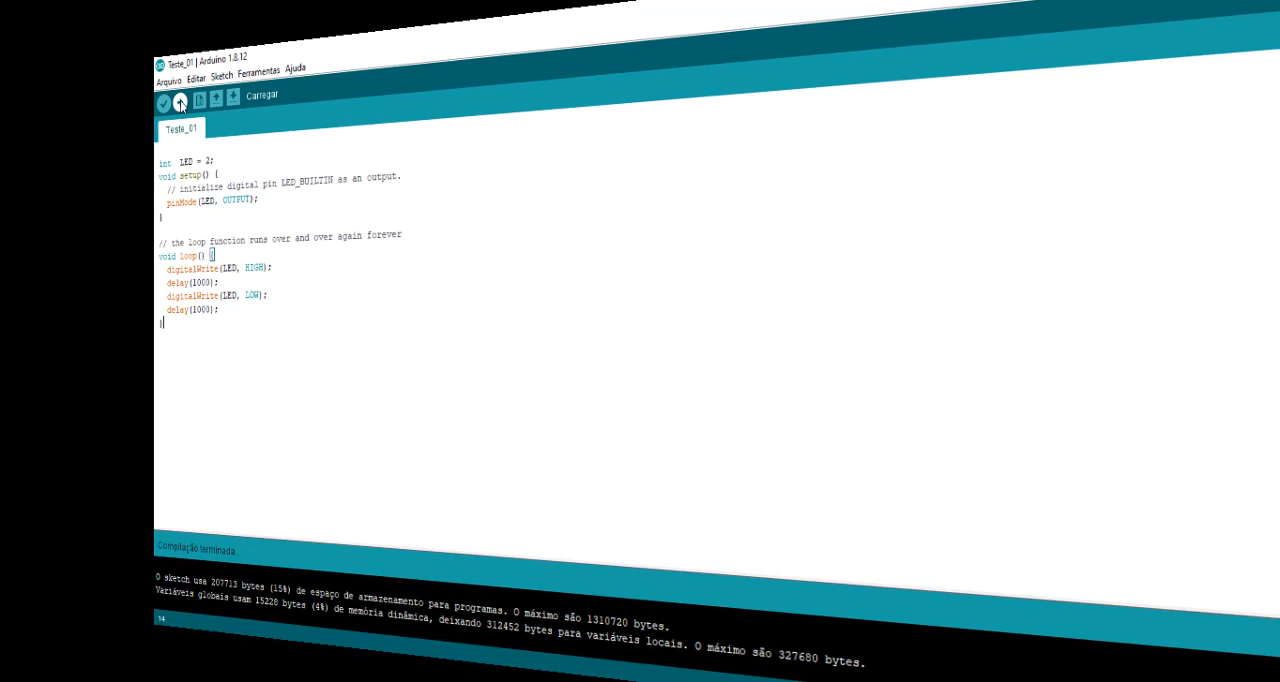 Teste_01 | Arduino 1.8.12
Arquivo Editar Sketch Ferramentas Ajuda
Carregar
Teste_01
int LED = 2;
void setup() {
// initialize digital pin LED_BUILTIN as an output.
pinMode(LED, OUTPUT);
}
// the loop function runs over and over again forever
void loop() {
digitalWrite(LED, HIGH);
delay(1000);
digitalWrite(LED, LOW);
delay(1000);
}
Compilação terminada.
O sketch usa 207713 bytes (15%) de espaço de armazenamento para programas. O máximo são 1310720 bytes.
Variáveis globais usam 15228 bytes (4%) de memória dinâmica, deixando 312452 bytes para variáveis locais. O máximo são 327680 bytes.
14